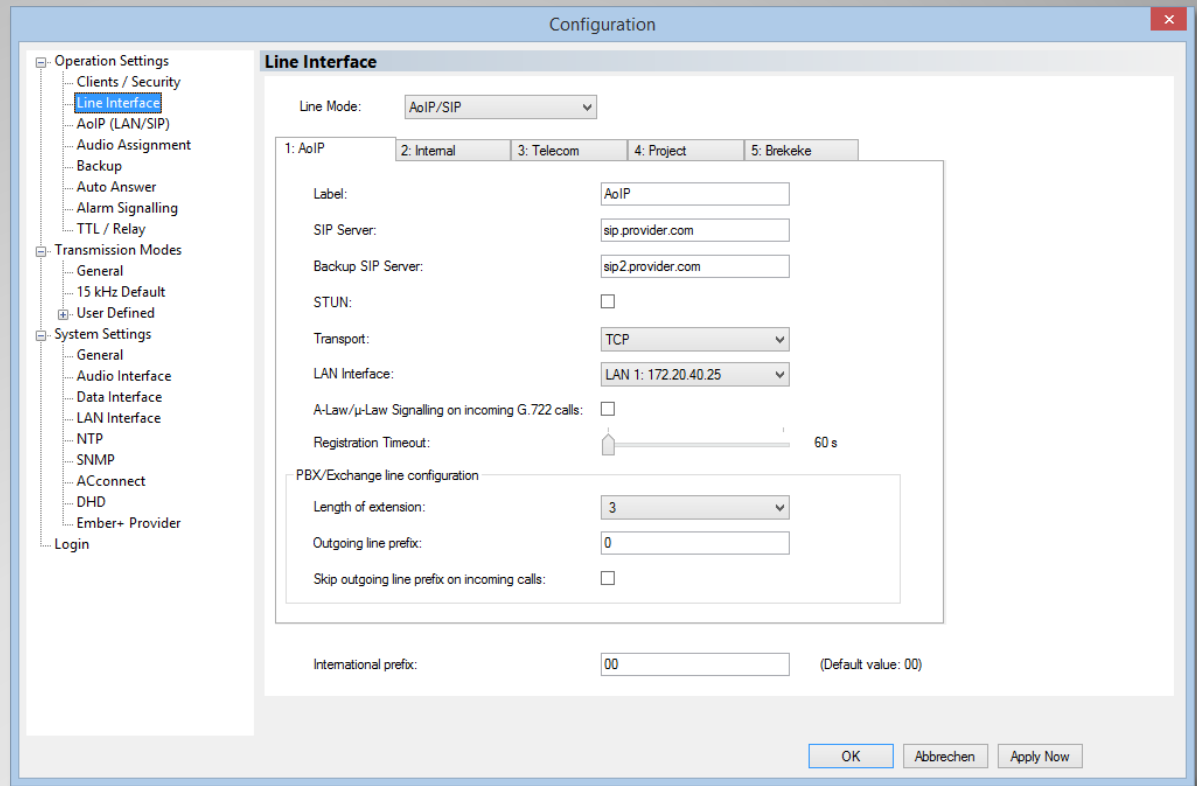 Configuration
Operation Settings
Clients / Security
Line Interface
AoIP (LAN/SIP)
Audio Assignment
Backup
Auto Answer
Alarm Signalling
TTL / Relay
Transmission Modes
General
15 kHz Default
User Defined
System Settings
General
Audio Interface
Data Interface
LAN Interface
NTP
SNMP
ACconnect
DHD
Ember+ Provider
Login
Line Interface
Line Mode: AoIP/SIP
1: AoIP 2: Internal 3: Telecom 4: Project 5: Brekeke
Label: AoIP
SIP Server: sip.provider.com
Backup SIP Server: sip2.provider.com
STUN:
Transport: TCP
LAN Interface: LAN 1: 172.20.40.25
A-Law/µ-Law Signalling on incoming G.722 calls:
Registration Timeout: 60 s
PBX/Exchange line configuration
Length of extension: 3
Outgoing line prefix: 0
Skip outgoing line prefix on incoming calls:
International prefix: 00 (Default value: 00)
OK Abbrechen Apply Now